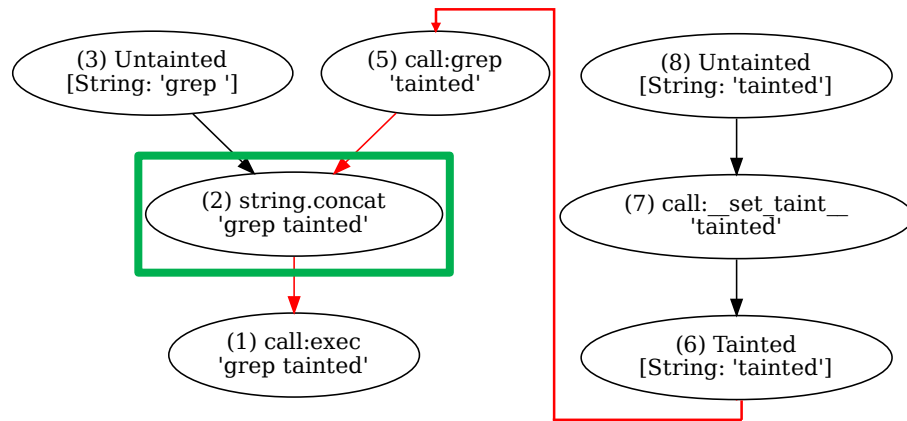 (3) Untainted
[String: 'grep ']
(5) call:grep
'tainted'
(8) Untainted
[String: 'tainted']
(2) string.concat
'grep tainted'
(7) call:__set_taint__
'tainted'
(1) call:exec
'grep tainted'
(6) Tainted
[String: 'tainted']